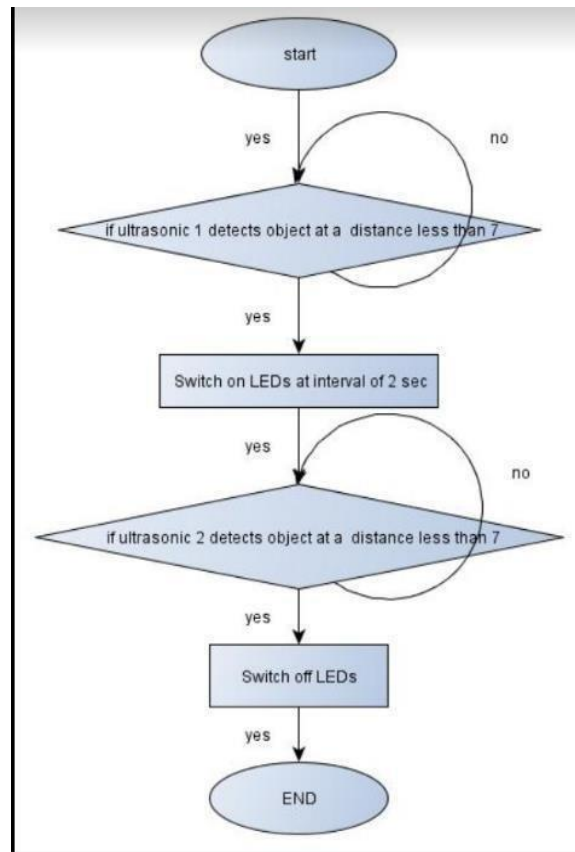 start
yes
no
if ultrasonic 1 detects object at a distance less than 7
yes
Switch on LEDs at interval of 2 sec
yes
no
if ultrasonic 2 detects object at a distance less than 7
yes
Switch off LEDs
yes
END